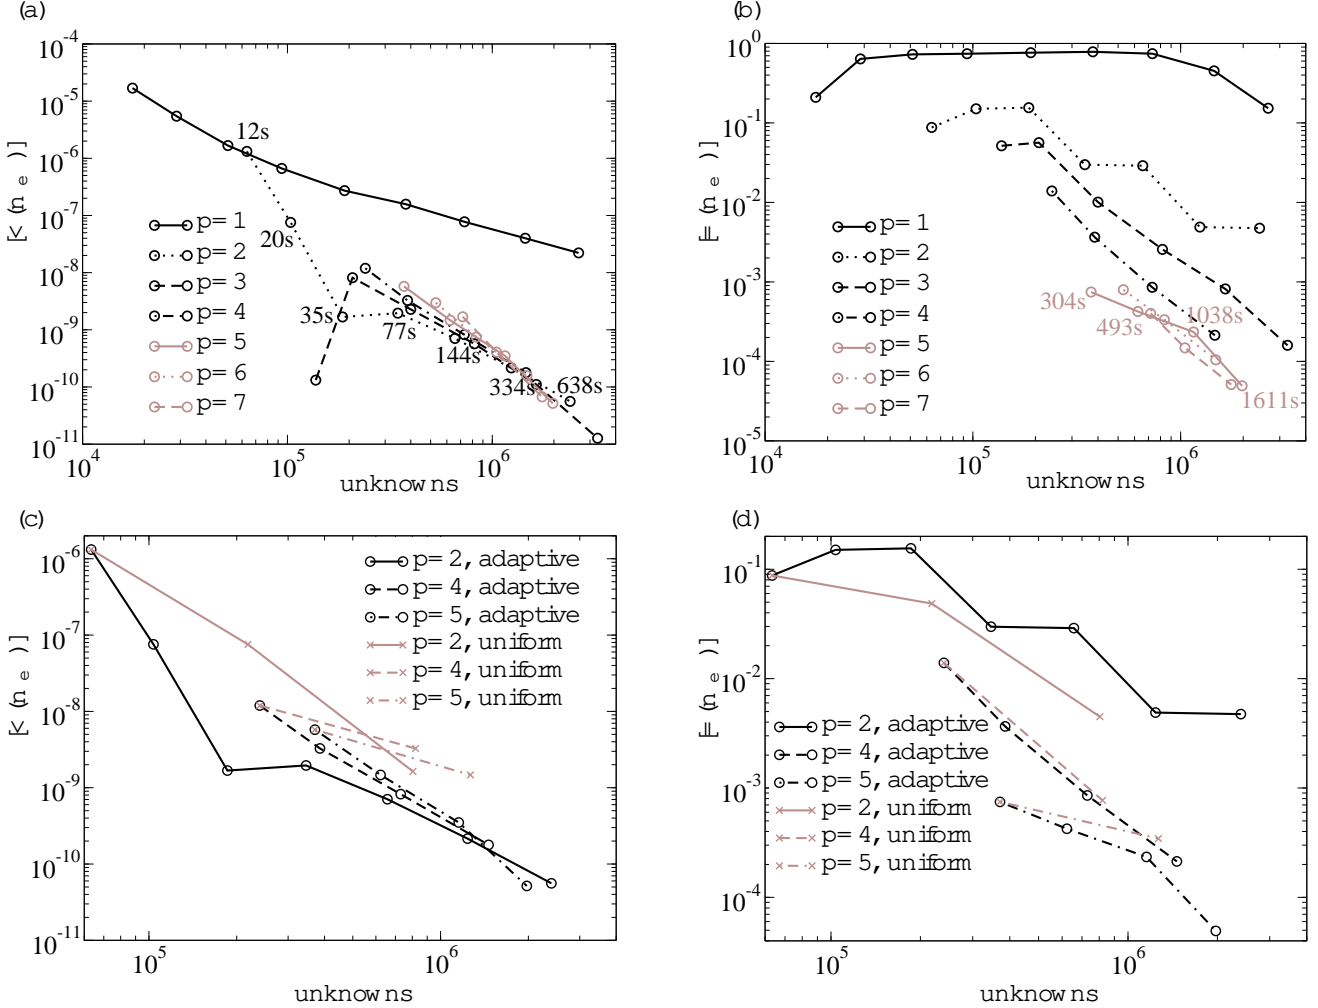 (a)
10^-4
10^-5
10^-6
10^-7
10^-8
10^-9
10^-10
10^-11
12s
20s
35s
77s
144s
334s
638s
p=1
p=2
p=3
p=4
p=5
p=6
p=7
10^4
10^5
10^6
unknowns
(b)
10^0
10^-1
10^-2
10^-3
10^-4
10^-5
p=1
p=2
p=3
p=4
p=5
p=6
p=7
304s
493s
1038s
1611s
10^4
10^5
10^6
unknowns
(c)
10^-6
10^-7
10^-8
10^-9
10^-10
10^-11
p=2, adaptive
p=4, adaptive
p=5, adaptive
p=2, uniform
p=4, uniform
p=5, uniform
10^5
10^6
unknowns
(d)
10^-1
10^-2
10^-3
10^-4
p=2, adaptive
p=4, adaptive
p=5, adaptive
p=2, uniform
p=4, uniform
p=5, uniform
10^5
10^6
unknowns